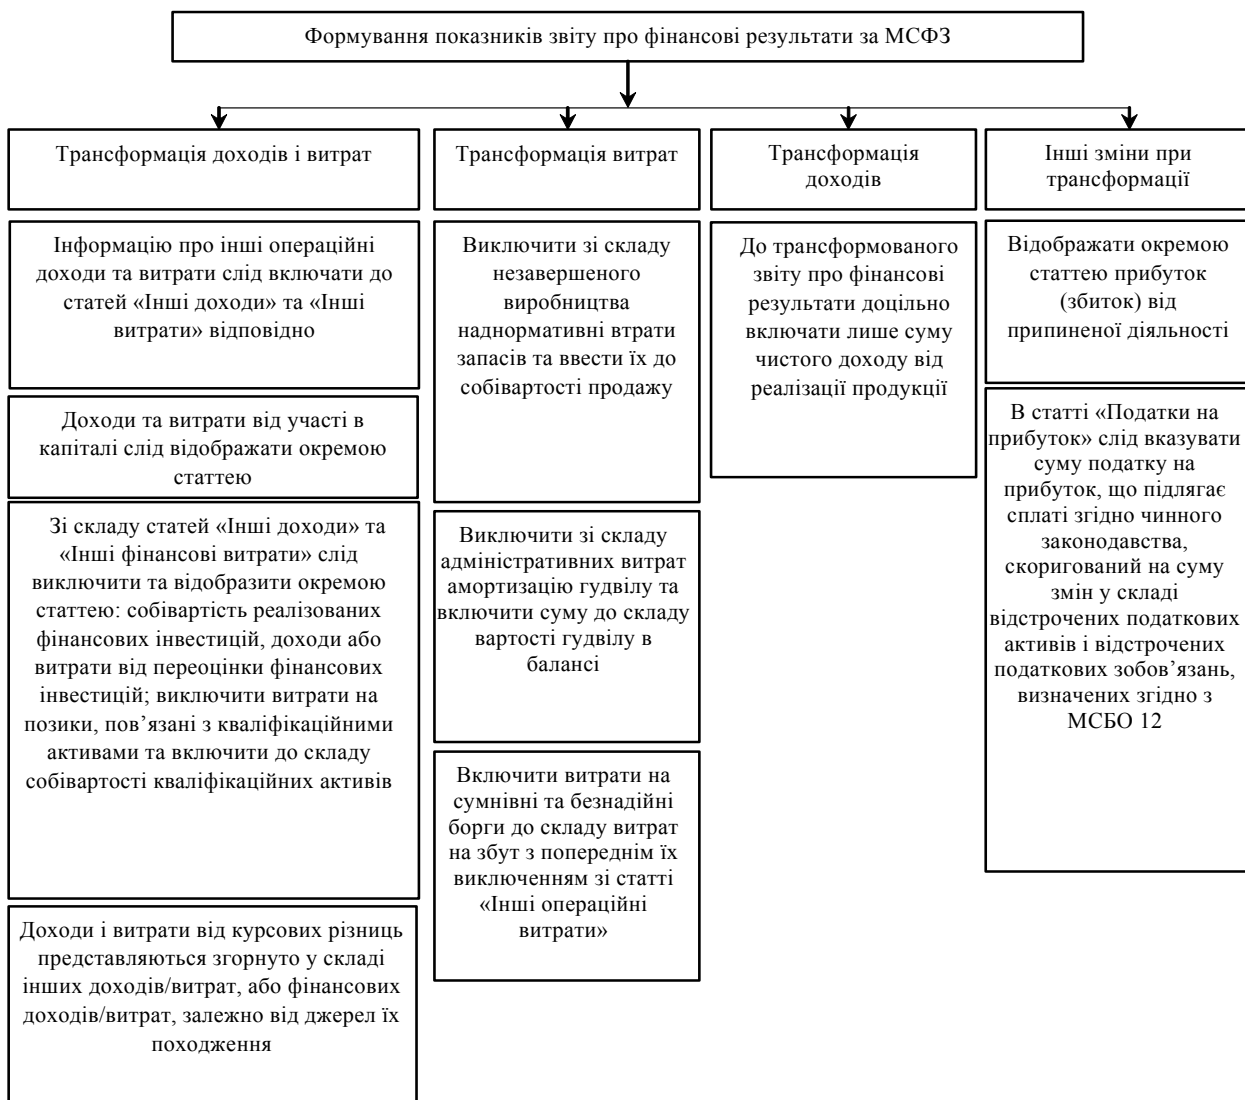 Формування показників звіту про фінансові результати за МСФЗ
Трансформація доходів і витрат
Інформацію про інші операційні
доходи та витрати слід включати до
статей «Інші доходи» та «Інші
витрати» відповідно
Доходи та витрати від участі в
капіталі слід відображати окремою
статтею
Зі складу статей «Інші доходи» та
«Інші фінансові витрати» слід
виключити та відобразити окремою
статтею: собівартість реалізованих
фінансових інвестицій, доходи або
витрати від переоцінки фінансових
інвестицій; виключити витрати на
позики, пов’язані з кваліфікаційними
активами та включити до складу
собівартості кваліфікаційних активів
Доходи і витрати від курсових різниць
представляються згорнуто у складі
інших доходів/витрат, або фінансових
доходів/витрат, залежно від джерел їх
походження
Трансформація витрат
Виключити зі складу
незавершеного
виробництва
наднормативні втрати
запасів та ввести їх до
собівартості продажу
Виключити зі складу
адміністративних витрат
амортизацію гудвілу та
включити суму до складу
вартості гудвілу в
балансі
Включити витрати на
сумнівні та безнадійні
борги до складу витрат
на збут з попереднім їх
виключенням зі статті
«Інші операційні
витрати»
Трансформація
доходів
До трансформованого
звіту про фінансові
результати доцільно
включати лише суму
чистого доходу від
реалізації продукції
Інші зміни при
трансформації
Відображати окремою
статтею прибуток
(збиток) від
припиненої діяльності
В статті «Податки на
прибуток» слід вказувати
суму податку на
прибуток, що підлягає
сплаті згідно чинного
законодавства,
скоригований на суму
змін у складі
відстрочених податкових
активів і відстрочених
податкових зобов’язань,
визначених згідно з
МСБО 12